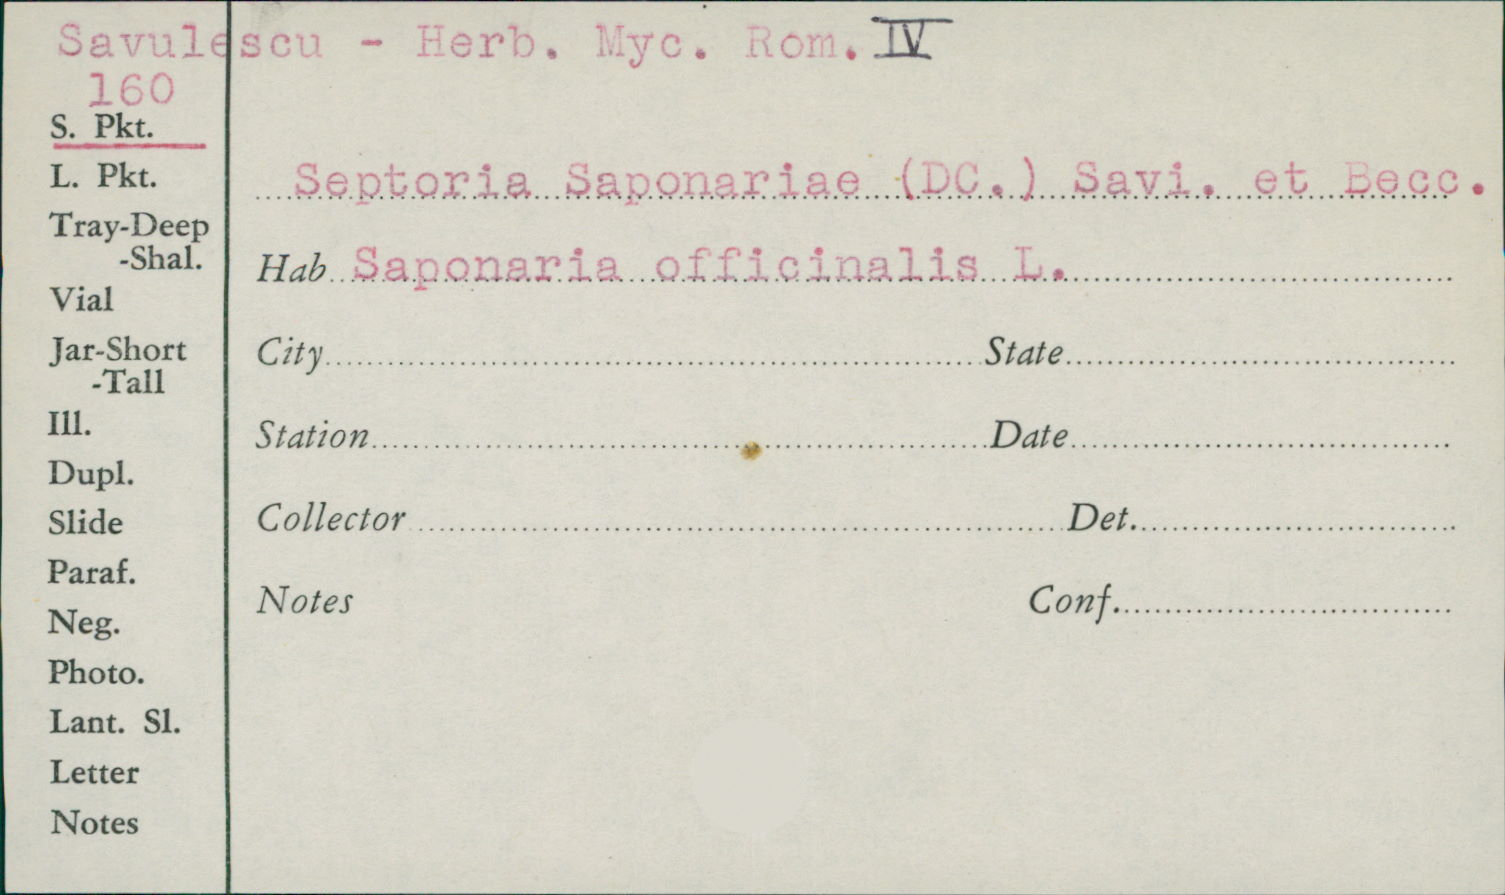 Savulescu - Herb. Myc. Rom. IV
160
S. Pkt.
L. Pkt.
Septoria Saponariae (DC.) Savi. et Becc.
Tray-Deep
-Shal.
Hab Saponaria officinalis L.
Vial
Jar-Short
-Tall
City State
Ill.
Station Date
Dupl.
Slide
Collector Det.
Paraf.
Neg.
Notes Conf.
Photo.
Lant. Sl.
Letter
Notes